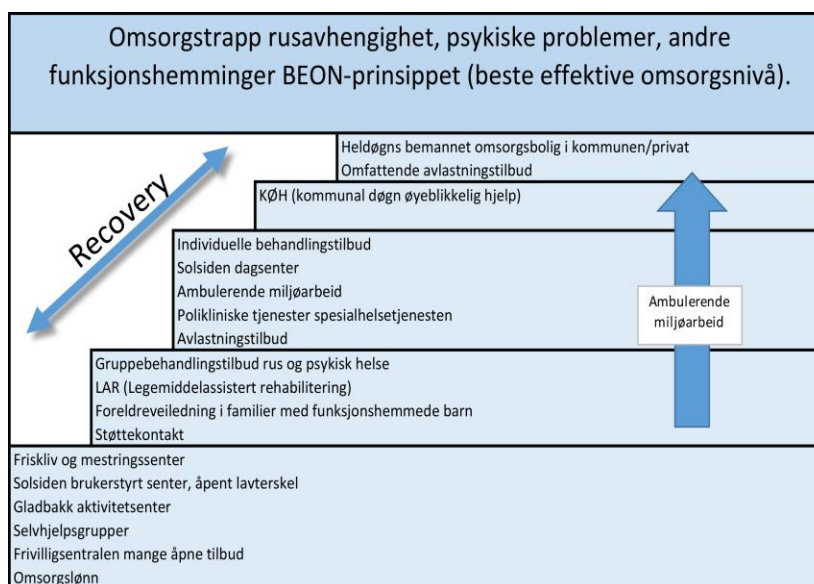 Omsorgstrapp rusavhengighet, psykiske problemer, andre
funksjonshemminger BEON-prinsippet (beste effektive omsorgsnivå).
Heldøgns bemannet omsorgsbolig i kommunen/privat
Omfattende avlastningstilbud
KØH (kommunal døgn øyeblikkelig hjelp)
Recovery
Individuelle behandlingstilbud
Solsiden dagsenter
Ambulerende miljøarbeid
Polikliniske tjenester spesialhelsetjenesten
Avlastningstilbud
Ambulerende
miljøarbeid
Gruppebehandlingstilbud rus og psykisk helse
LAR (Legemiddelassistert rehabilitering)
Foreldreveiledning i familier med funksjonshemmede barn
Støttekontakt
Friskliv og mestringssenter
Solsiden brukerstyrt senter, åpent lavterskel
Gladbakk aktivitetsenter
Selvhjelpsgrupper
Frivilligsentralen mange åpne tilbud
Omsorgslønn